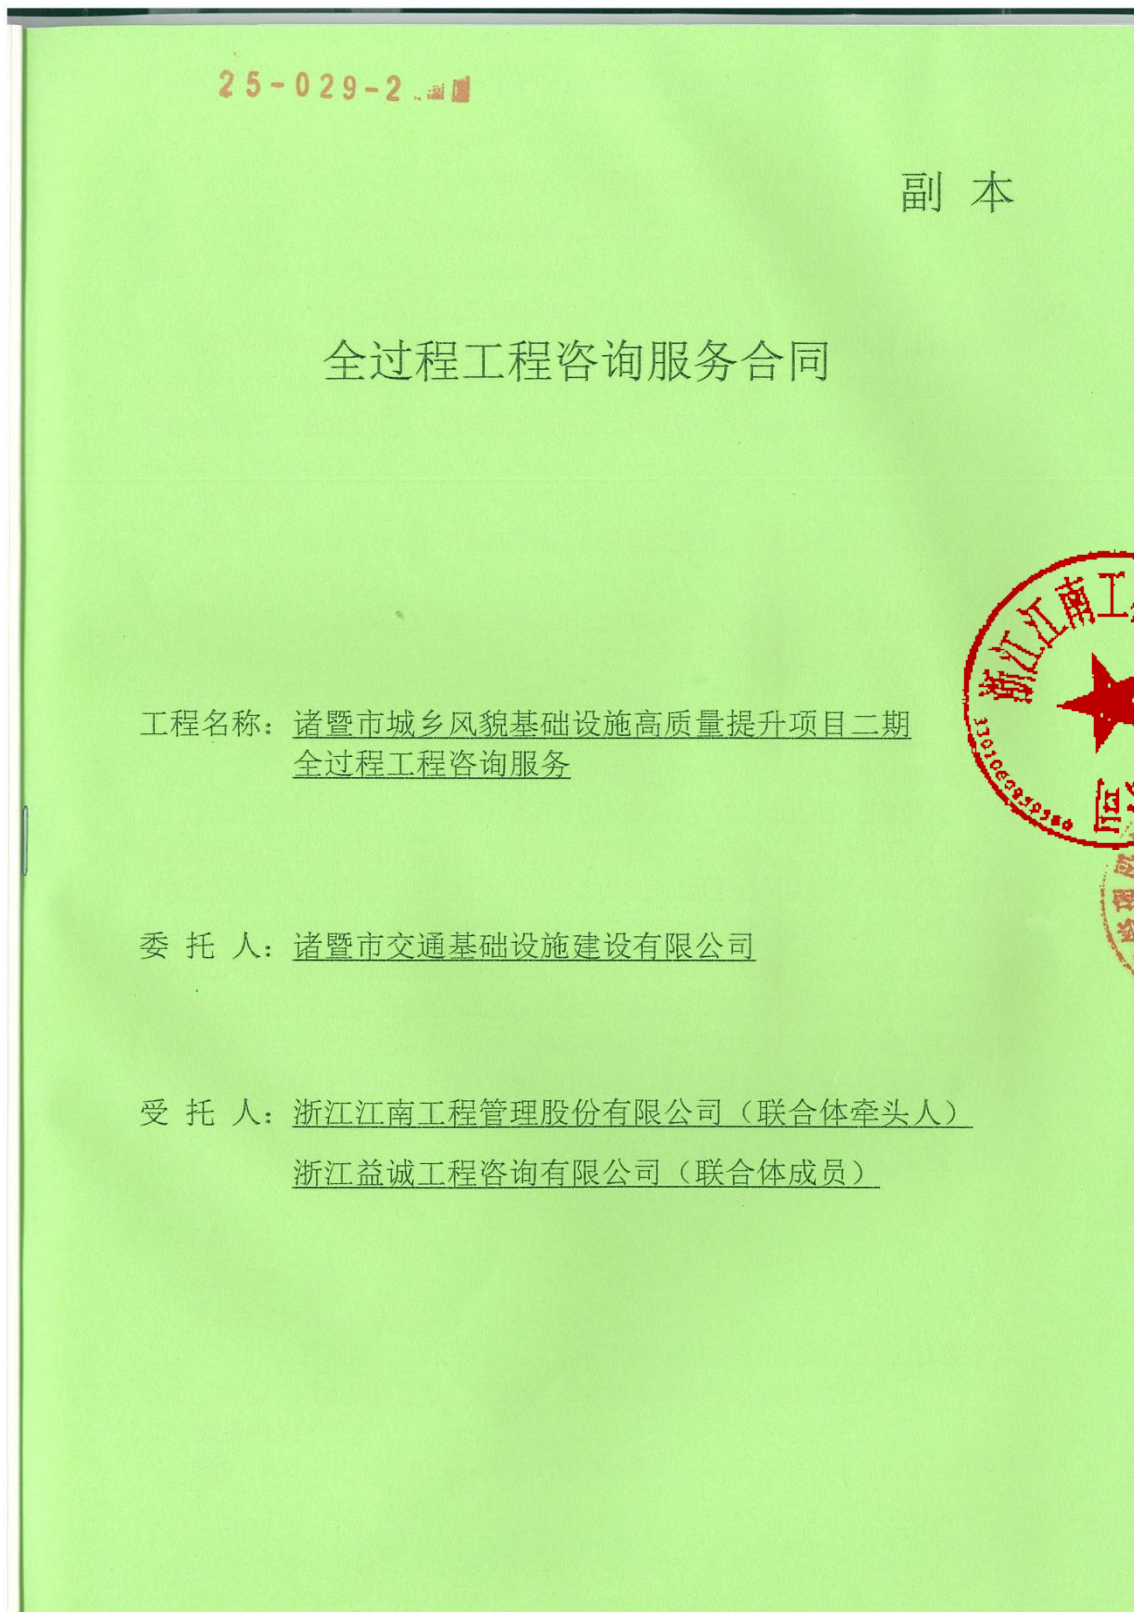 25-029-2
副 本
全过程工程咨询服务合同
工程名称：诸暨市城乡风貌基础设施高质量提升项目二期
全过程工程咨询服务
浙江江南工
委 托 人：诸暨市交通基础设施建设有限公司
受 托 人：浙江江南工程管理股份有限公司（联合体牵头人）
浙江益诚工程咨询有限公司（联合体成员）